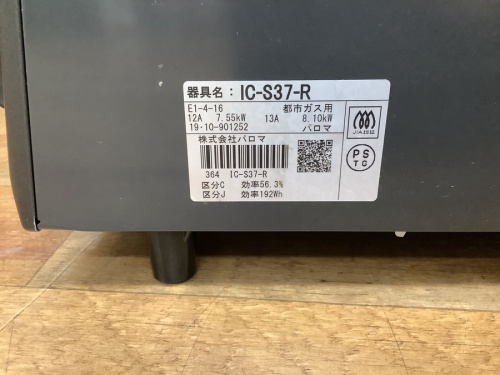 器具名: IC-S37-R
E1-4-16 都市ガス用
12A 7.55kW 13A 8.10kW
19·10-901252 パロマ
株式会社パロマ
364 IC-S37-R
区分C 効率56.3%
区分J 効率192Wh
JIA認証
PS
TG